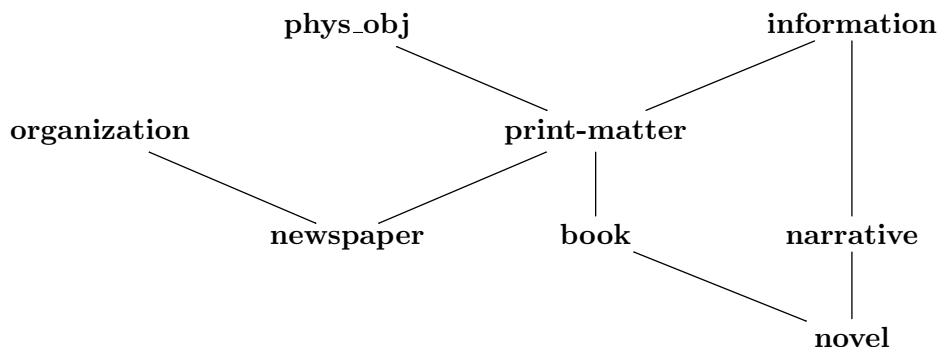 phys_obj information
organization print-matter
newspaper book narrative
novel